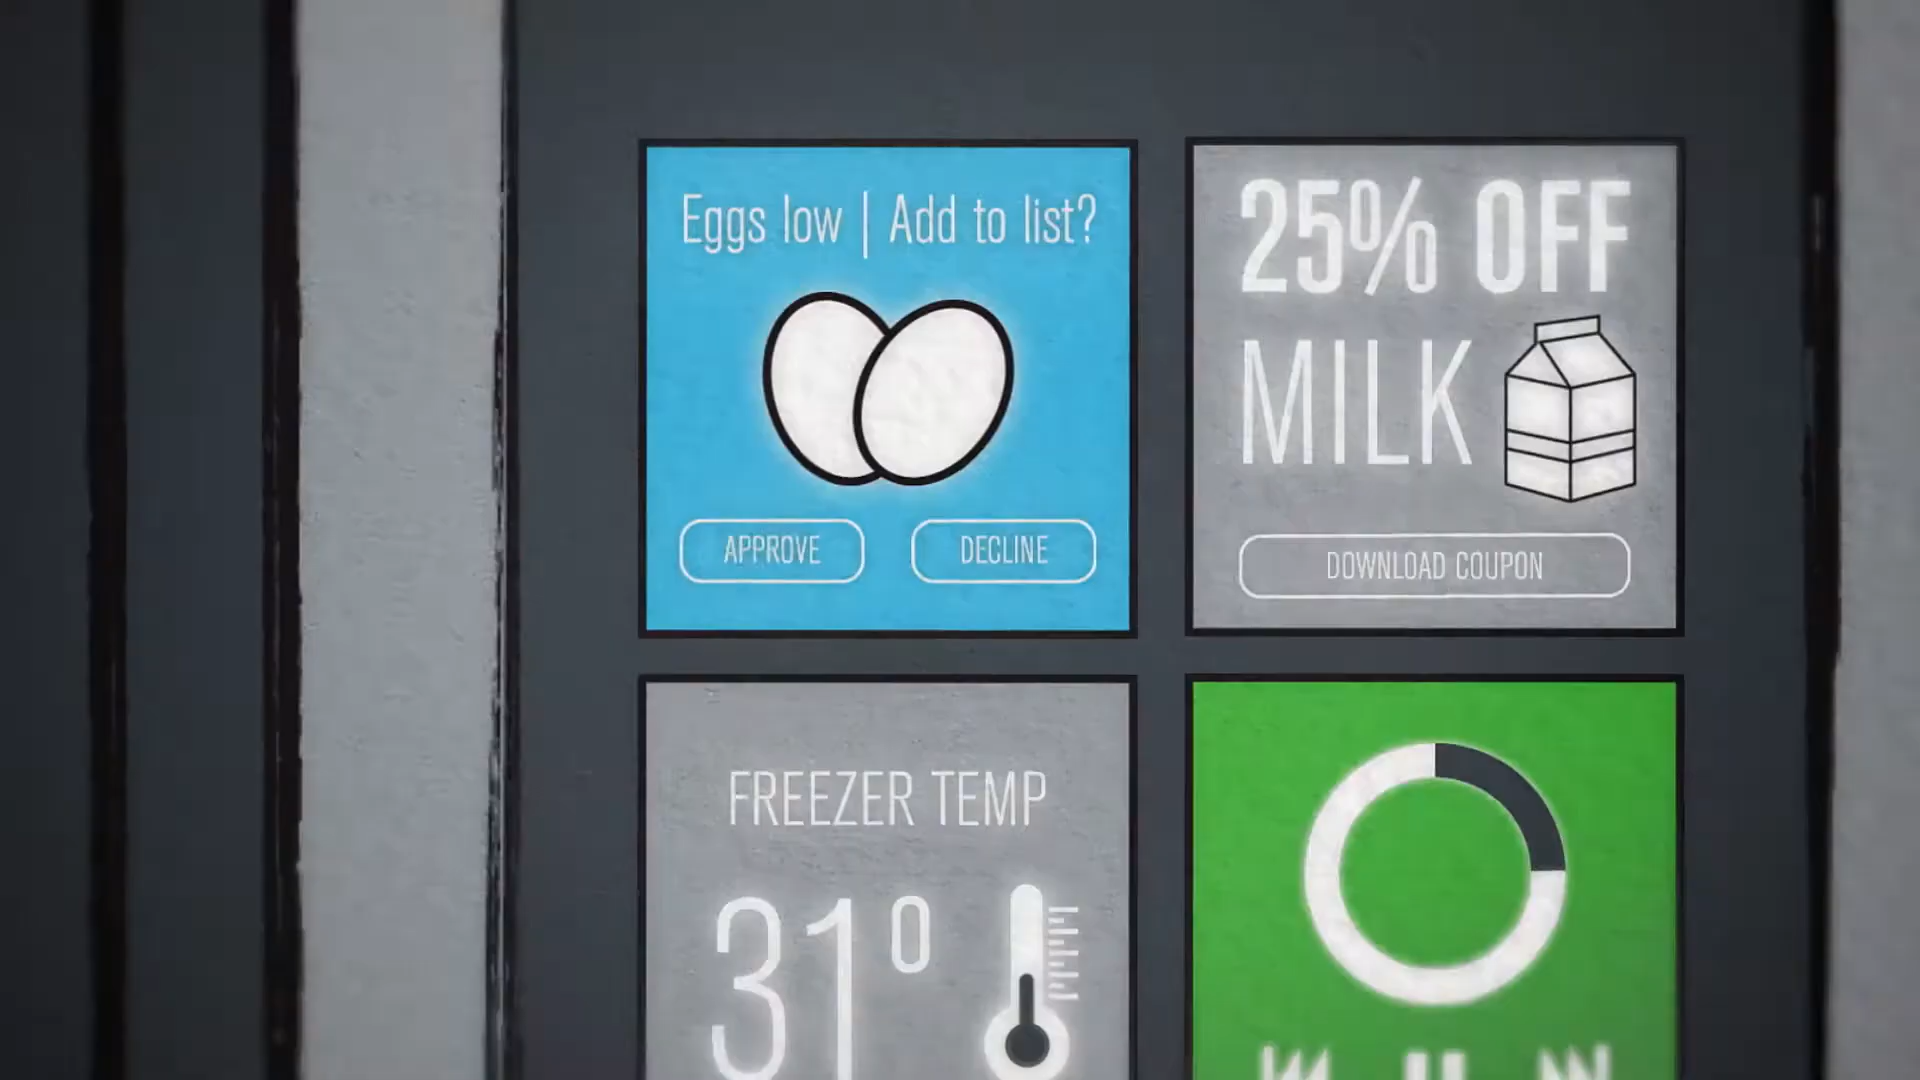 Eggs low | Add to list?
APPROVE DECLINE
25% OFF
MILK
DOWNLOAD COUPON
FREEZER TEMP
31°